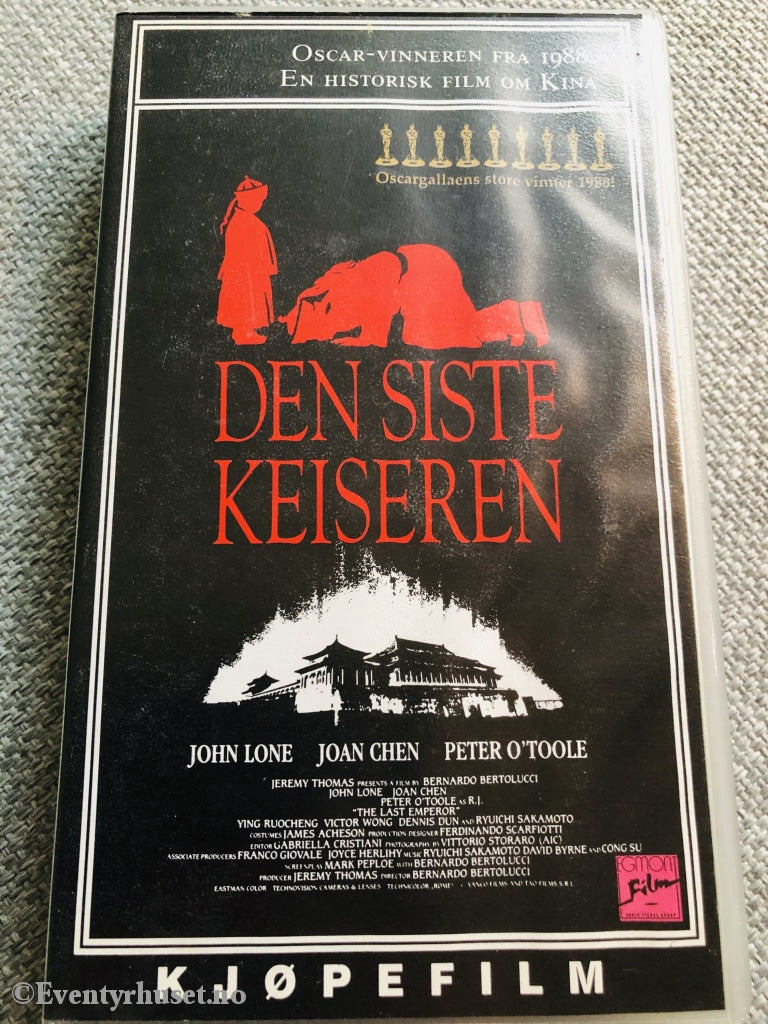 OSCAR-VINNEREN FRA 1988
EN HISTORISK FILM OM KINA
Oscargallaens store vinner 1988!
DEN SISTE
KEISEREN
JOHN LONE JOAN CHEN PETER O'TOOLE
JEREMY THOMAS PRESENTS A FILM BY BERNARDO BERTOLUCCI
JOHN LONE JOAN CHEN
PETER O'TOOLE AS R.J.
"THE LAST EMPEROR"
YING RUOCHENG VICTOR WONG DENNIS DUN AND RYUICHI SAKAMOTO
COSTUMES JAMES ACHESON PRODUCTION DESIGNER FERDINANDO SCARFIOTTI
EDITOR GABRIELLA CRISTIANI PHOTOGRAPHY BY VITTORIO STORARO (AIC)
ASSOCIATE PRODUCERS FRANCO GIOVALE JOYCE HERLIHY MUSIC RYUICHI SAKAMOTO DAVID BYRNE AND CONG SU
SCREENPLAY MARK PEPLOE WITH BERNARDO BERTOLUCCI
PRODUCER JEREMY THOMAS DIRECTOR BERNARDO BERTOLUCCI
EASTMAN COLOR TECHNOVISION CAMERAS & LENSES TECHNICOLOR „ROME' YANCO FILMS AND TAO FILMS S.R.L
EGMONT
Film
KJØPEFILM
©Eventyrhuset.no